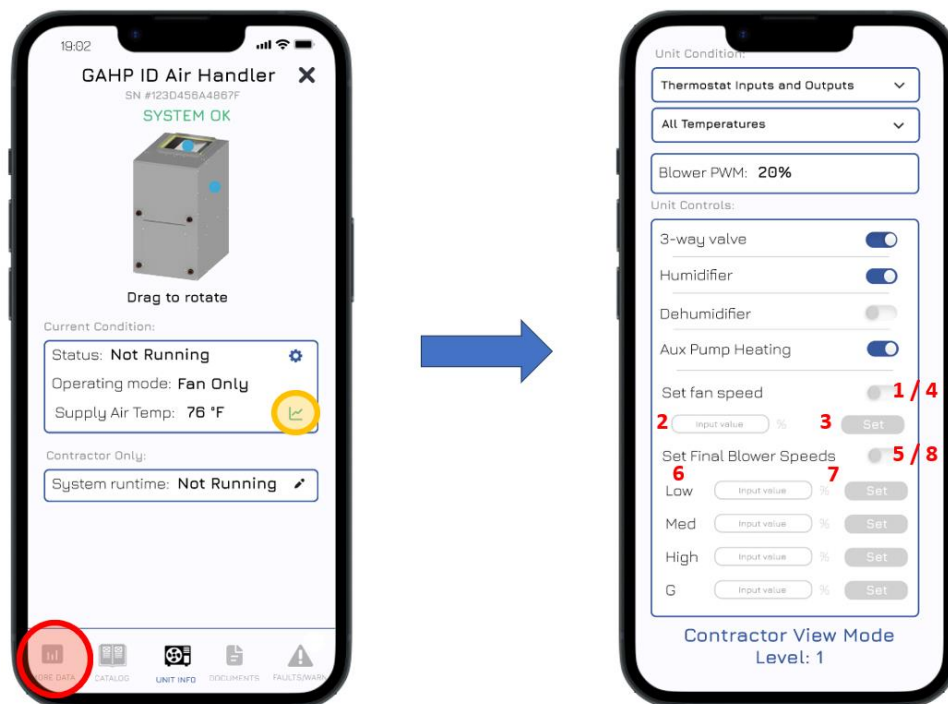 19:02
GAHP ID Air Handler
SN #123D456A4867F
SYSTEM OK
Drag to rotate
Current Condition:
Status: Not Running
Operating mode: Fan Only
Supply Air Temp: 76 °F
Contractor Only:
System runtime: Not Running
MORE DATA CATALOG UNIT INFO DOCUMENTS FAULTS/WARN
Unit Condition:
Thermostat Inputs and Outputs
All Temperatures
Blower PWM: 20%
Unit Controls:
3-way valve
Humidifier
Dehumidifier
Aux Pump Heating
Set fan speed 1 / 4
2 Input value % 3 Set
Set Final Blower Speeds 5 / 8
6 7
Low Input value % Set
Med Input value % Set
High Input value % Set
G Input value % Set
Contractor View Mode
Level: 1